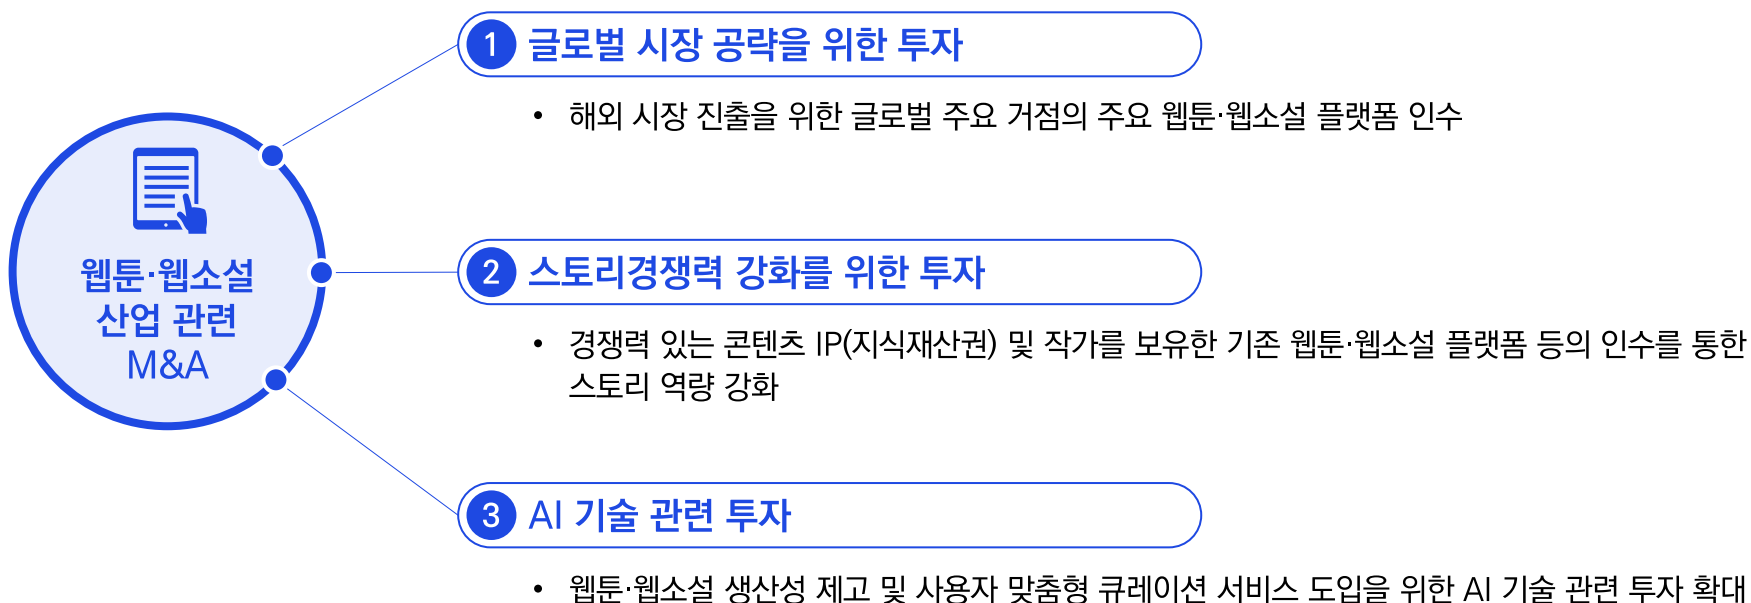 웹툰·웹소설
산업 관련
M&A
1 글로벌 시장 공략을 위한 투자
• 해외 시장 진출을 위한 글로벌 주요 거점의 주요 웹툰·웹소설 플랫폼 인수
2 스토리경쟁력 강화를 위한 투자
• 경쟁력 있는 콘텐츠 IP(지식재산권) 및 작가를 보유한 기존 웹툰·웹소설 플랫폼 등의 인수를 통한
스토리 역량 강화
3 AI 기술 관련 투자
• 웹툰·웹소설 생산성 제고 및 사용자 맞춤형 큐레이션 서비스 도입을 위한 AI 기술 관련 투자 확대